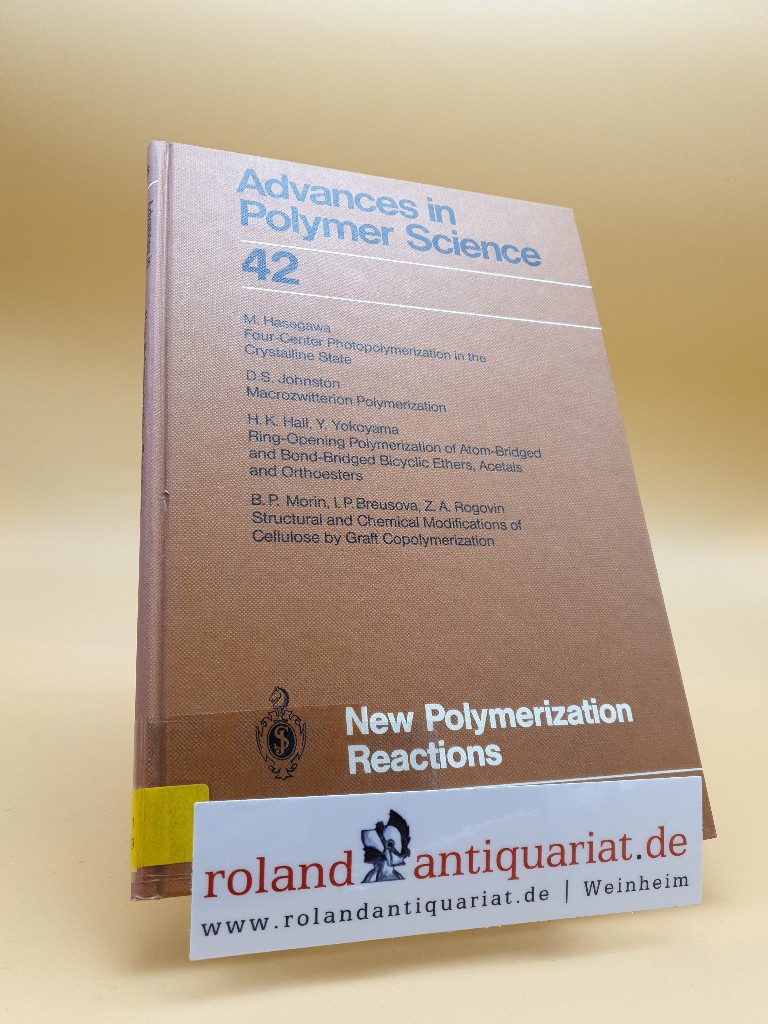 Advances in
Polymer Science
42
M. Hasegawa
Four-Center Photopolymerization in the
Crystalline State
D.S. Johnston
Macrozwitterion Polymerization
H.K. Hall, Y. Yokoyama
Ring-Opening Polymerization of Atom-Bridged
and Bond-Bridged Bicyclic Ethers, Acetals
and Orthoesters
B.P. Morin, I.P. Breusova, Z.A. Rogovin
Structural and Chemical Modifications of
Cellulose by Graft Copolymerization
New Polymerization
Reactions
roland antiquariat.de
www.rolandantiquariat.de | Weinheim